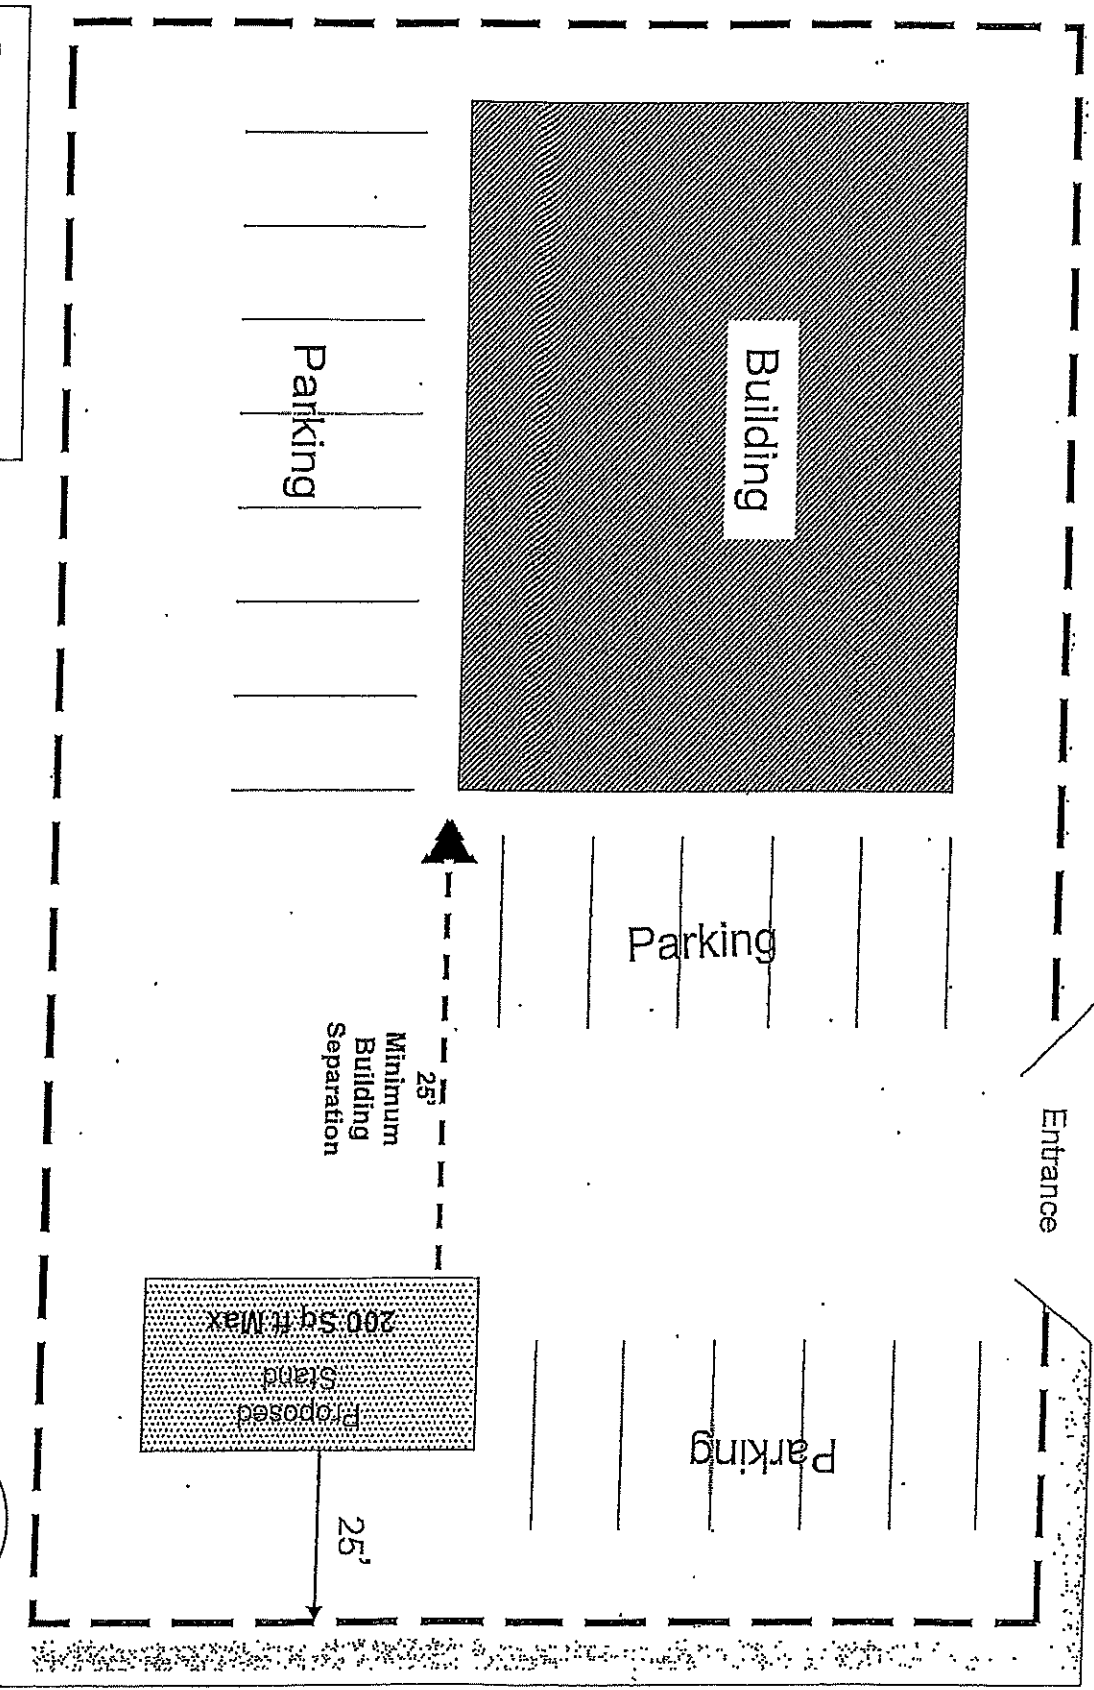 Building
Parking
Parking
Entrance
25'
Minimum
Building
Separation
Proposed
Stand
200 Sq ft Max
Parking
25'